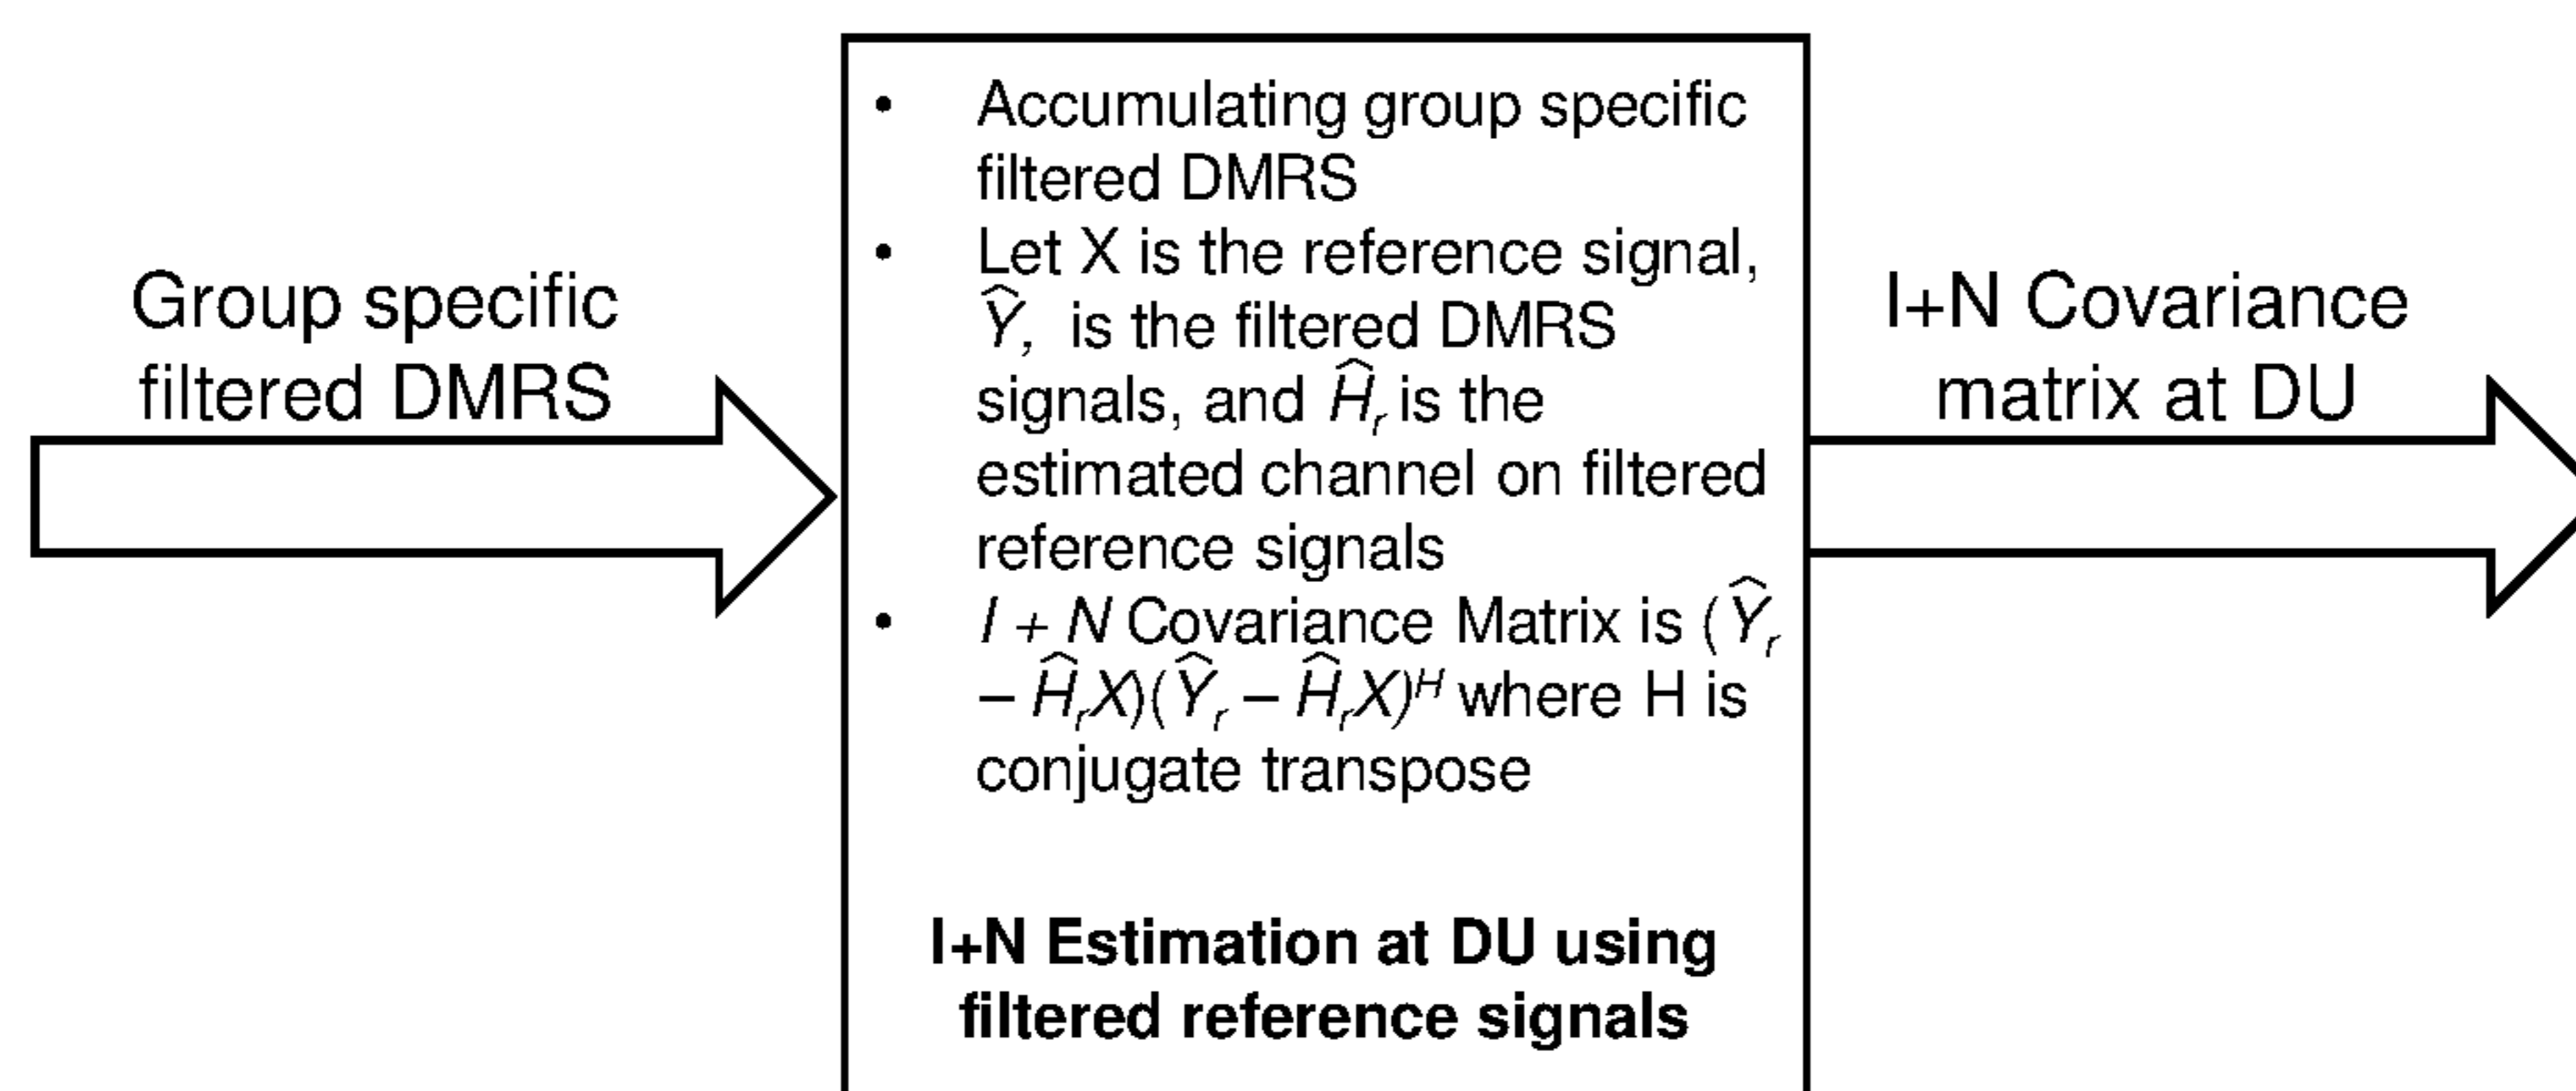 Group specific
filtered DMRS
• Accumulating group specific
filtered DMRS
• Let X is the reference signal,
Ŷ, is the filtered DMRS
signals, and Ĥᵣ is the
estimated channel on filtered
reference signals
• I + N Covariance Matrix is (Ŷᵣ
– ĤᵣX)(Ŷᵣ – ĤᵣX)ᴴ where H is
conjugate transpose
I+N Estimation at DU using
filtered reference signals
I+N Covariance
matrix at DU